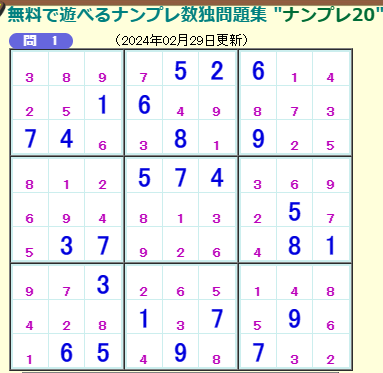 無料で遊べるナンプレ数独問題集 "ナンプレ20"
問 1 (2024年02月29日更新)
3 8 9 7 5 2 6 1 4
2 5 1 6 4 9 8 7 3
7 4 6 3 8 1 9 2 5
8 1 2 5 7 4 3 6 9
6 9 4 8 1 3 2 5 7
5 3 7 9 2 6 4 8 1
9 7 3 2 6 5 1 4 8
4 2 8 1 3 7 5 9 6
1 6 5 4 9 8 7 3 2